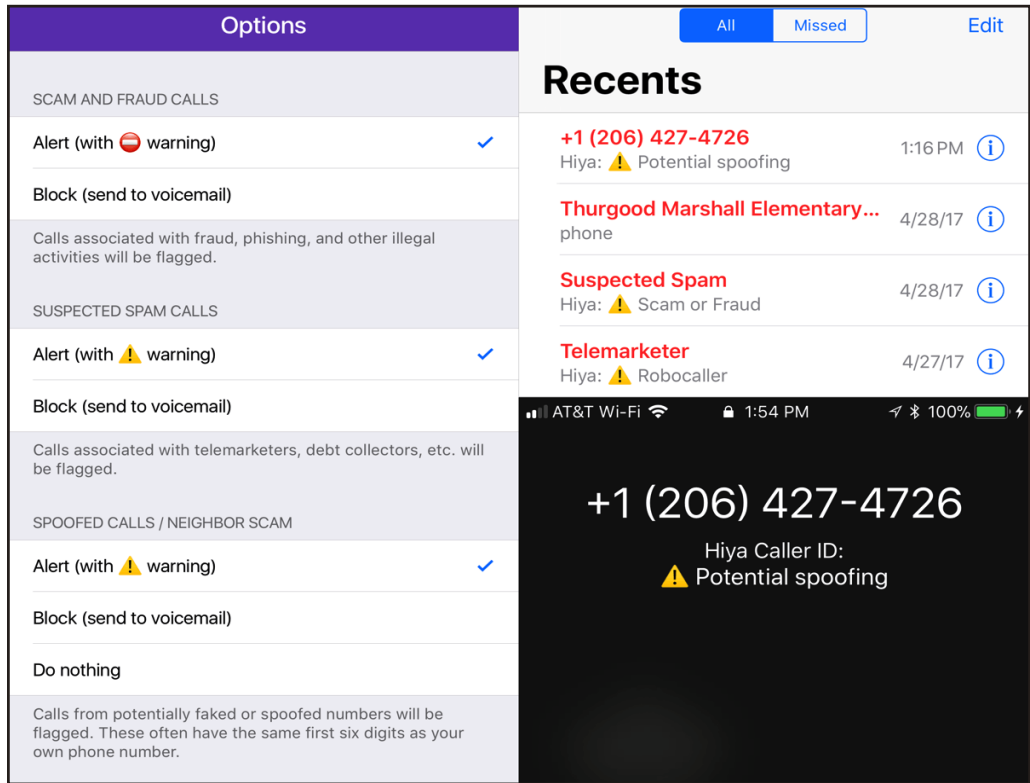 Options
SCAM AND FRAUD CALLS
Alert (with ⛔ warning)
Block (send to voicemail)
Calls associated with fraud, phishing, and other illegal
activities will be flagged.
SUSPECTED SPAM CALLS
Alert (with ⚠️ warning)
Block (send to voicemail)
Calls associated with telemarketers, debt collectors, etc. will
be flagged.
SPOOFED CALLS / NEIGHBOR SCAM
Alert (with ⚠️ warning)
Block (send to voicemail)
Do nothing
Calls from potentially faked or spoofed numbers will be
flagged. These often have the same first six digits as your
own phone number.
All Missed Edit
Recents
+1 (206) 427-4726 1:16 PM
Hiya: ⚠️ Potential spoofing
Thurgood Marshall Elementary... 4/28/17
phone
Suspected Spam 4/28/17
Hiya: ⚠️ Scam or Fraud
Telemarketer 4/27/17
Hiya: ⚠️ Robocaller
AT&T Wi-Fi 1:54 PM 100%
+1 (206) 427-4726
Hiya Caller ID:
⚠️ Potential spoofing